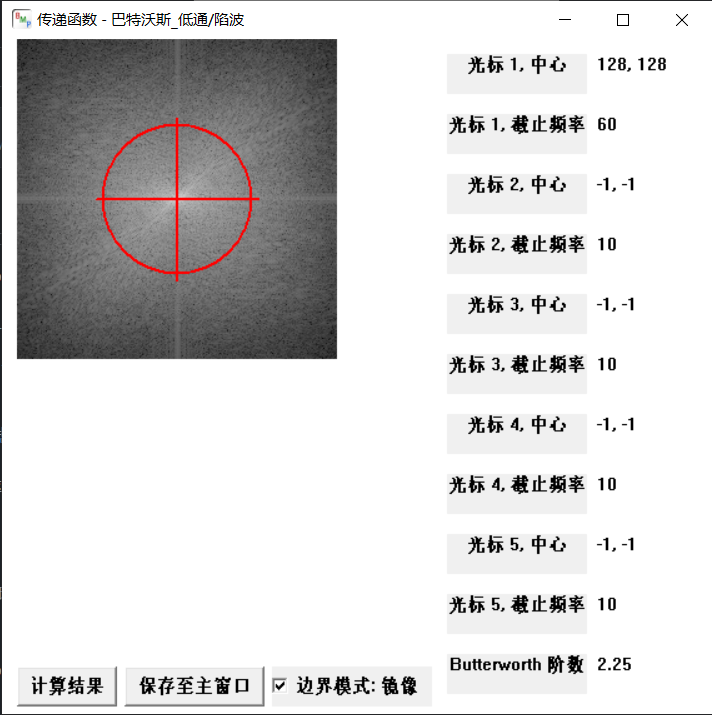 传递函数 - 巴特沃斯_低通/陷波
光标 1, 中心 128, 128
光标 1, 截止频率 60
光标 2, 中心 -1, -1
光标 2, 截止频率 10
光标 3, 中心 -1, -1
光标 3, 截止频率 10
光标 4, 中心 -1, -1
光标 4, 截止频率 10
光标 5, 中心 -1, -1
光标 5, 截止频率 10
Butterworth 阶数 2.25
计算结果 保存至主窗口 边界模式: 镜像